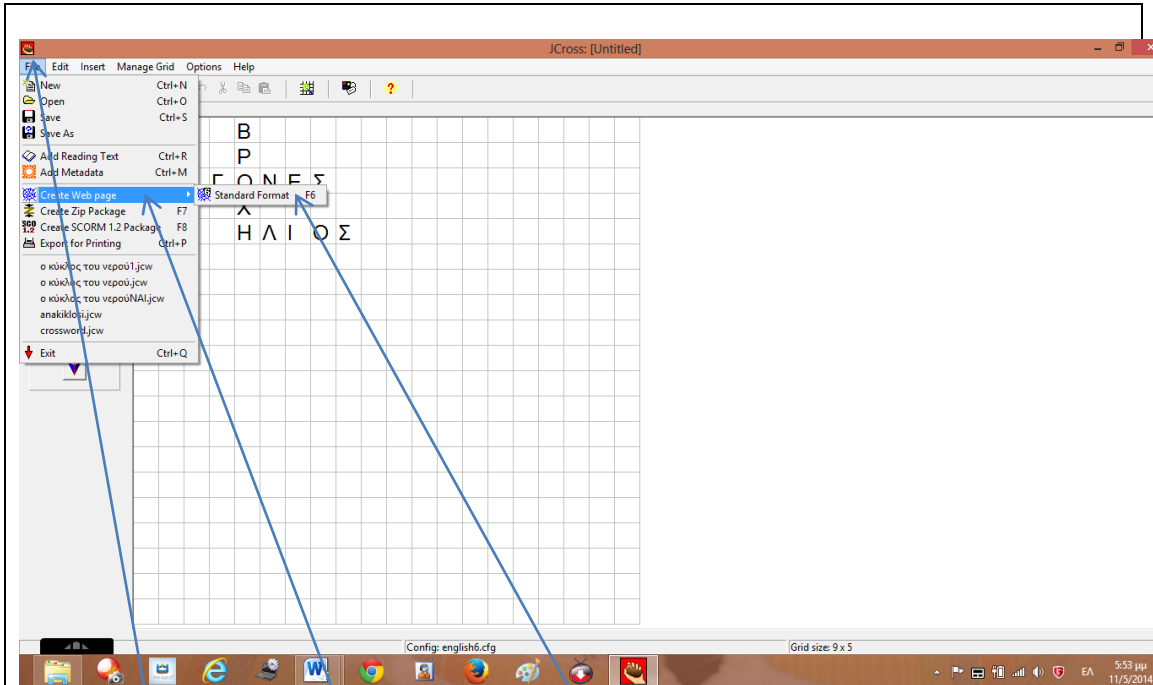 JCross: [Untitled]
File Edit Insert Manage Grid Options Help
New Ctrl+N
Open Ctrl+O
Save Ctrl+S
Save As
Add Reading Text Ctrl+R
Add Metadata Ctrl+M
Create Web page
Standard Format F6
Create Zip Package F7
Create SCORM 1.2 Package F8
Export for Printing Ctrl+P
ο κύκλος του νερού1.jcw
ο κύκλος του νερού.jcw
ο κύκλος του νερούΝΑΙ.jcw
anakiklosi.jcw
crossword.jcw
Exit Ctrl+Q
Β
Ρ
Γ Ο Ν Ε Σ
Χ
Η Λ Ι Ο Σ
Config: english6.cfg
Grid size: 9 x 5
ΕΛ
5:53 μμ
11/5/2014